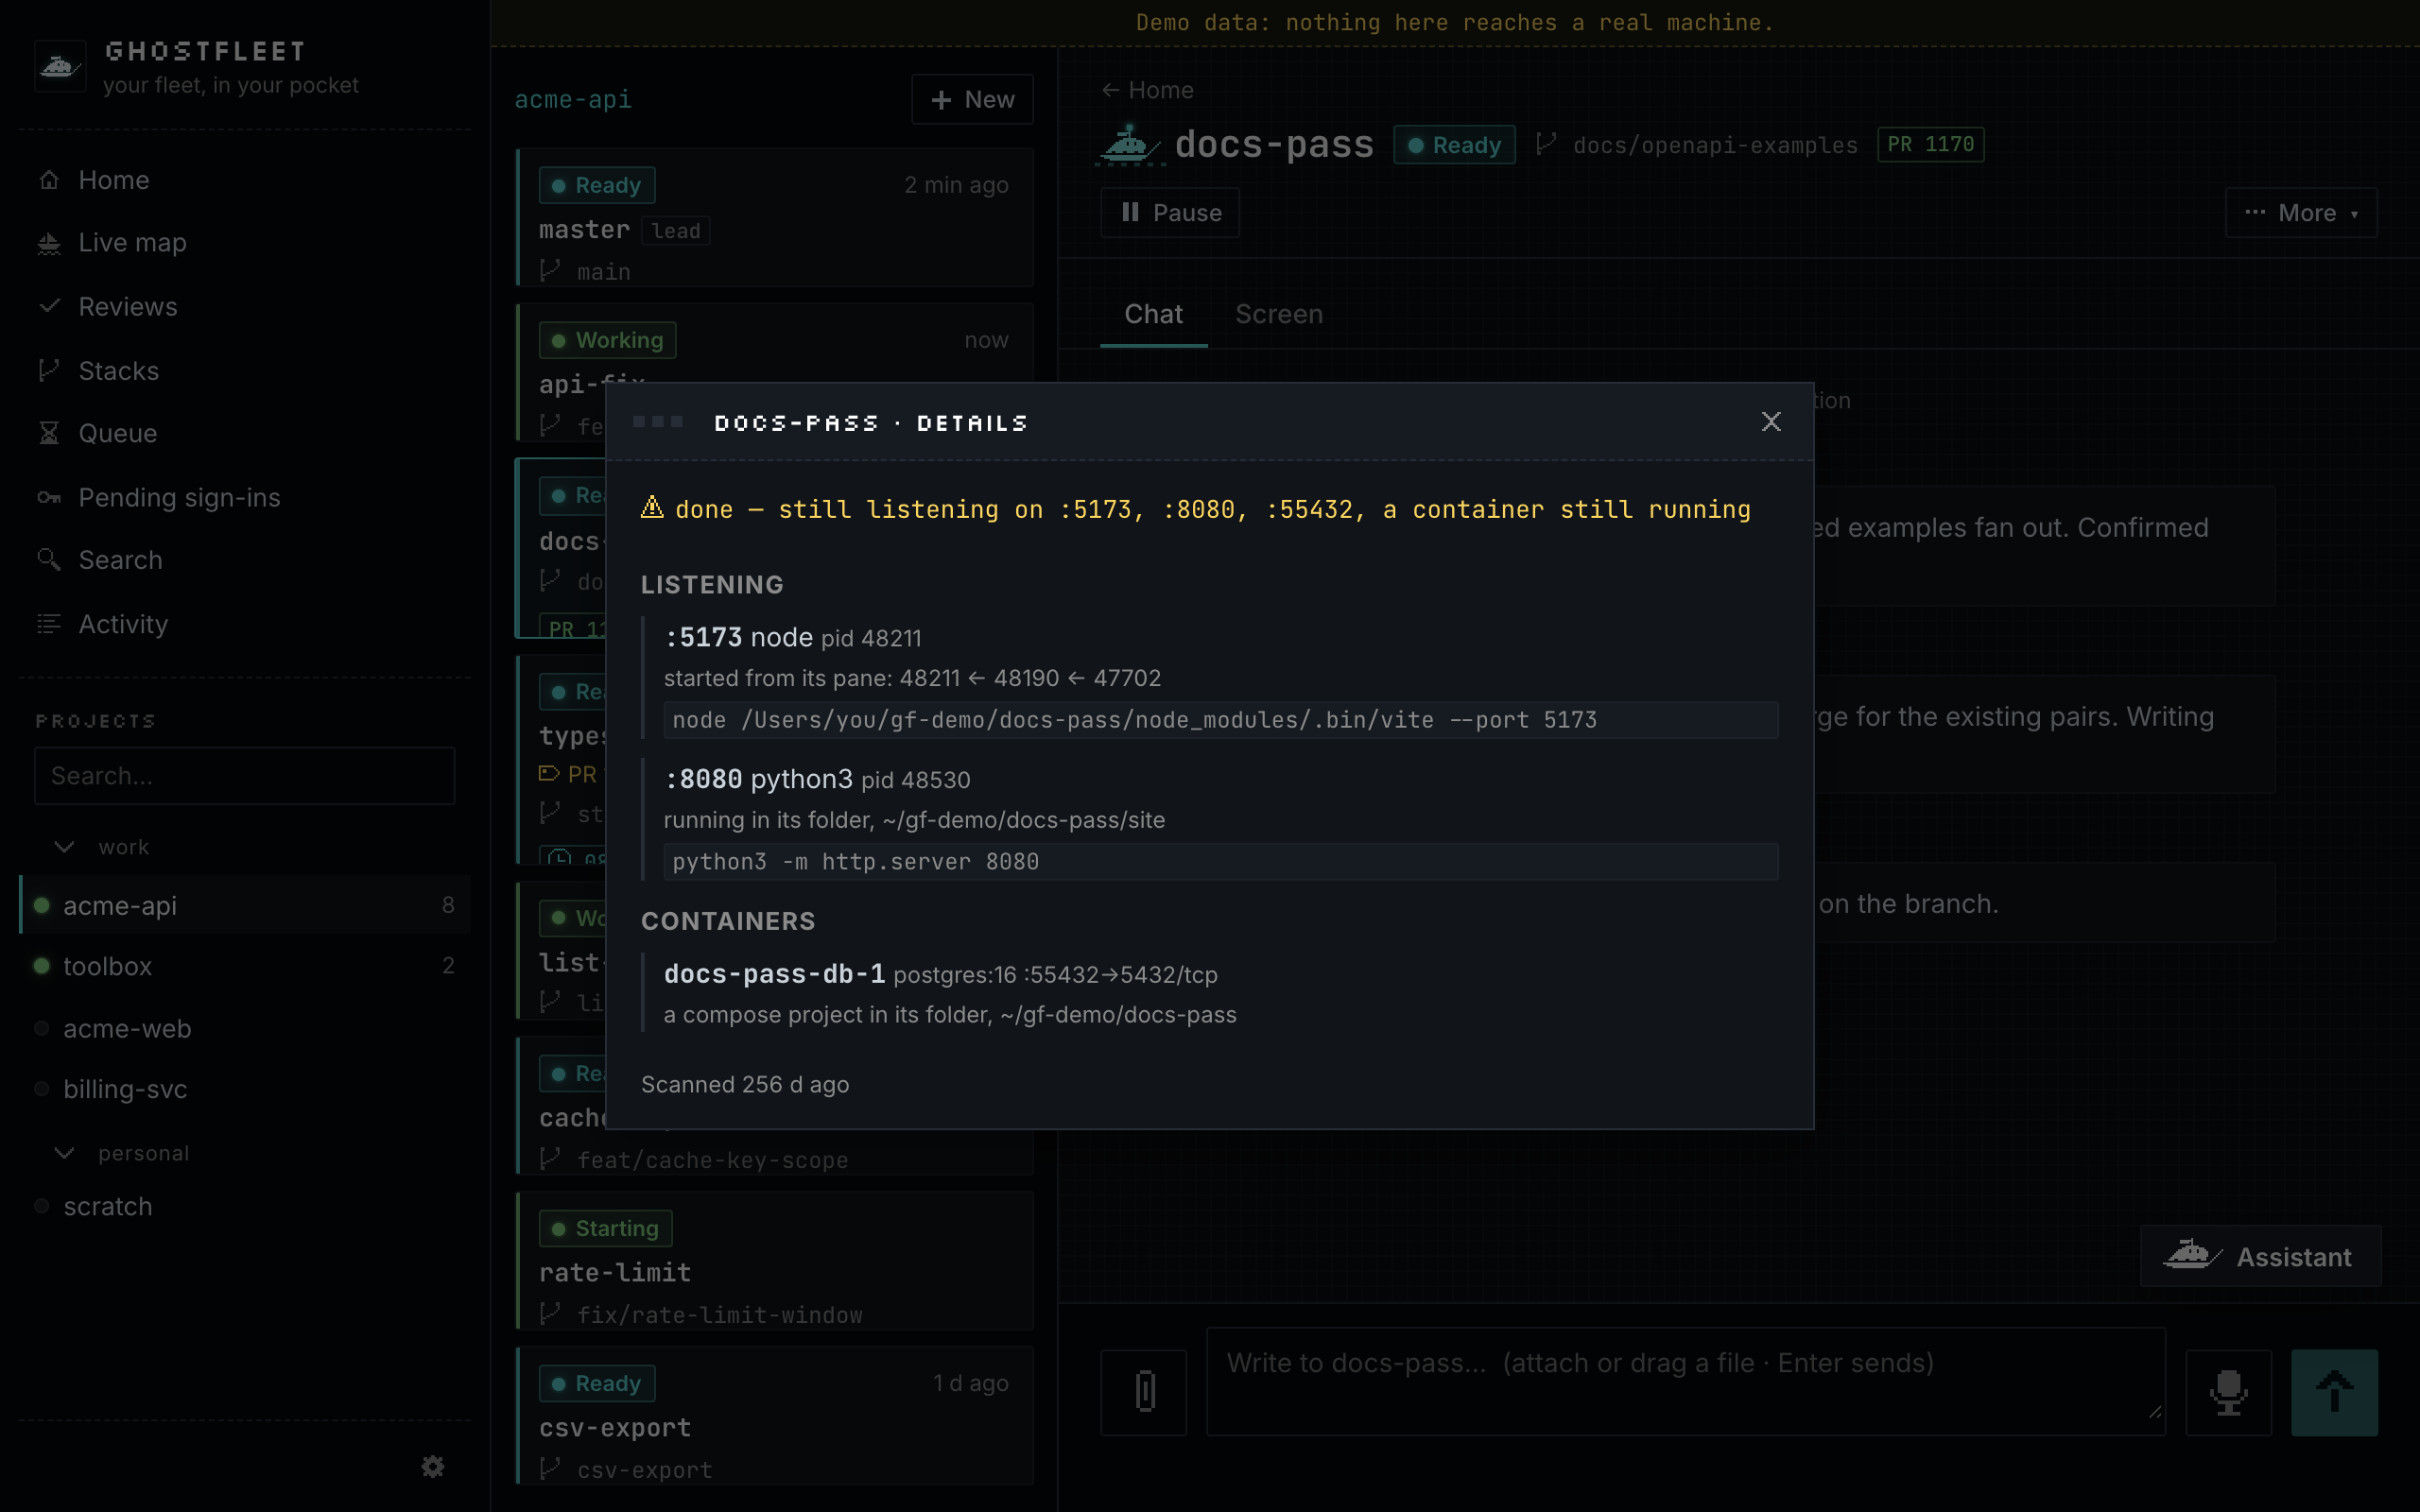 GHOSTFLEET
your fleet, in your pocket
Home
Live map
Reviews
Stacks
Queue
Pending sign-ins
Search
Activity
PROJECTS
Search...
work
acme-api 8
toolbox 2
acme-web
billing-svc
personal
scratch
Demo data: nothing here reaches a real machine.
acme-api
+ New
Ready 2 min ago
master lead
main
Working now
Ready
feat/cache-key-scope
Starting
rate-limit
fix/rate-limit-window
Ready 1 d ago
csv-export
csv-export
← Home
docs-pass Ready docs/openapi-examples PR 1170
Pause
··· More ▾
Chat Screen
ed examples fan out. Confirmed
rge for the existing pairs. Writing
on the branch.
DOCS-PASS · DETAILS
done — still listening on :5173, :8080, :55432, a container still running
LISTENING
:5173 node pid 48211
started from its pane: 48211 ← 48190 ← 47702
node /Users/you/gf-demo/docs-pass/node_modules/.bin/vite --port 5173
:8080 python3 pid 48530
running in its folder, ~/gf-demo/docs-pass/site
python3 -m http.server 8080
CONTAINERS
docs-pass-db-1 postgres:16 :55432→5432/tcp
a compose project in its folder, ~/gf-demo/docs-pass
Scanned 256 d ago
Assistant
Write to docs-pass... (attach or drag a file · Enter sends)